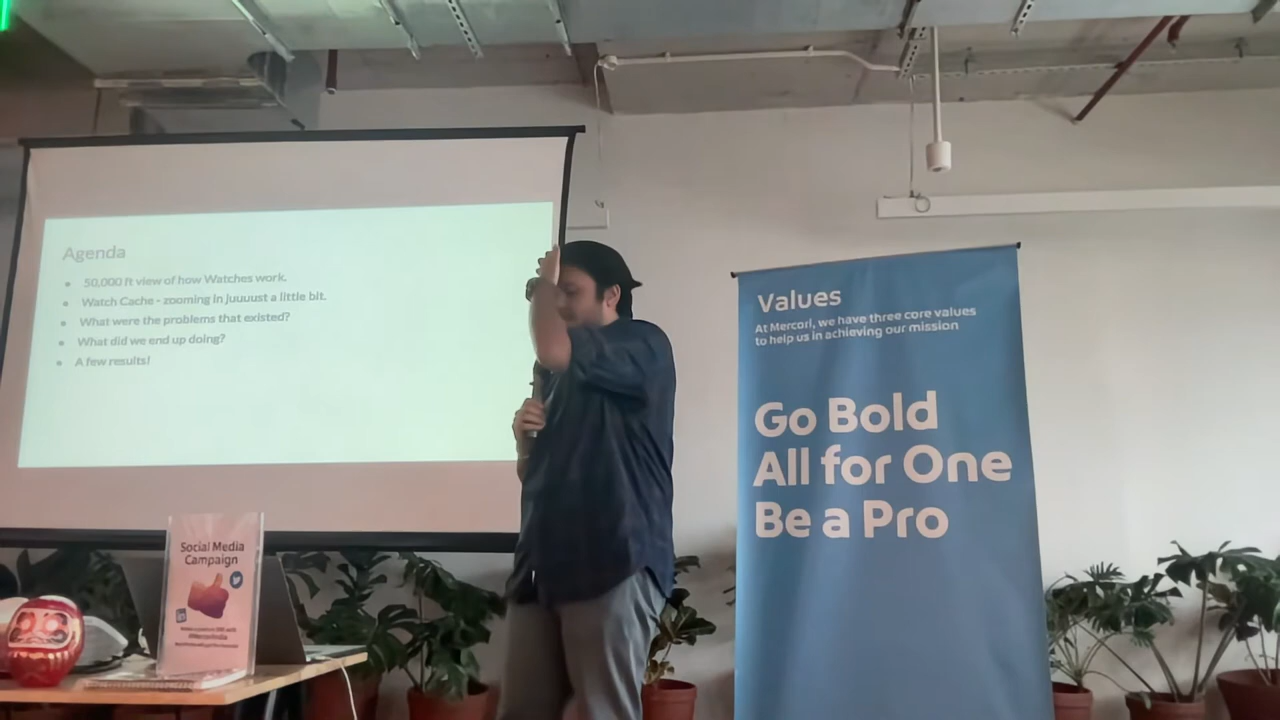 Agenda
50,000 ft view of how Watches work.
Watch Cache - zooming in juuuust a little bit.
What were the problems that existed?
What did we end up doing?
A few results!
Values
At Mercorl, we have three core values
to help us in achieving our mission
Go Bold
All for One
Be a Pro
Social Media
Campaign